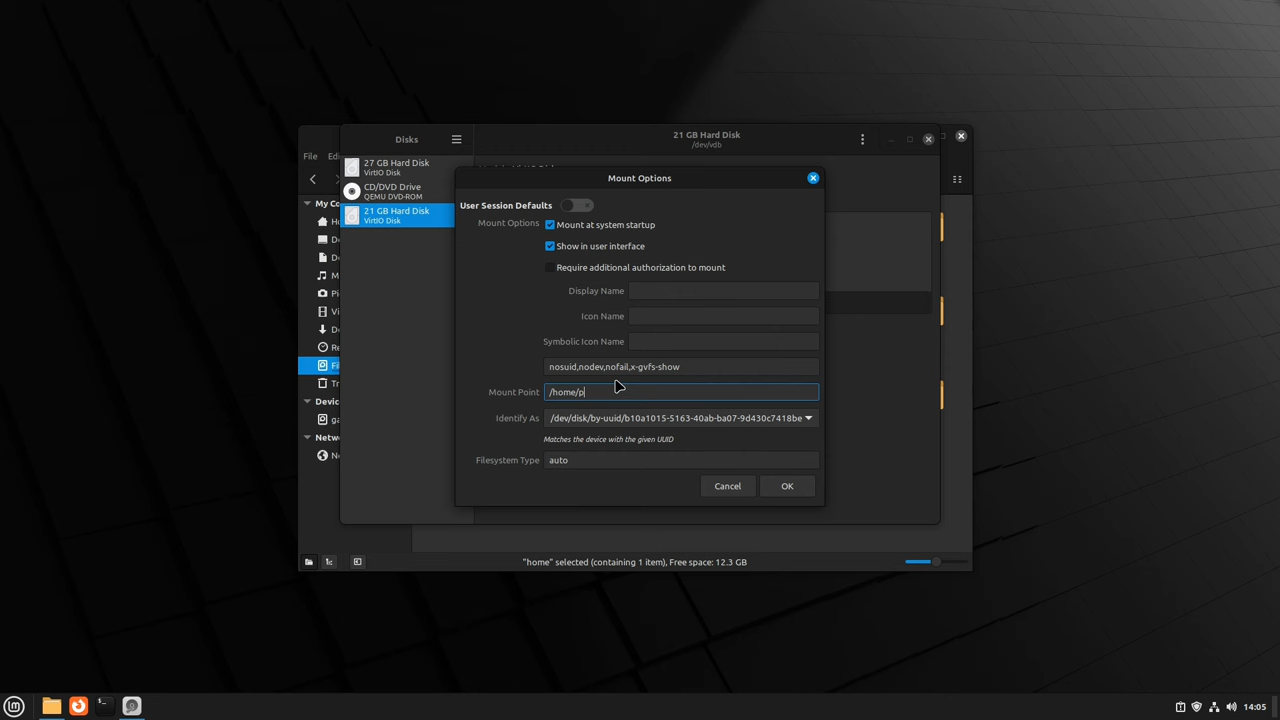 Disks
21 GB Hard Disk
/dev/vdb
27 GB Hard Disk
VirtIO Disk
CD/DVD Drive
QEMU DVD-ROM
21 GB Hard Disk
VirtIO Disk
File
My Co
Devic
Netw
Mount Options
User Session Defaults
Mount Options
Mount at system startup
Show in user interface
Require additional authorization to mount
Display Name
Icon Name
Symbolic Icon Name
nosuid,nodev,nofail,x-gvfs-show
Mount Point /home/p
Identify As /dev/disk/by-uuid/b10a1015-5163-40ab-ba07-9d430c7418be
Matches the device with the given UUID
Filesystem Type auto
Cancel OK
"home" selected (containing 1 item), Free space: 12.3 GB
14:05